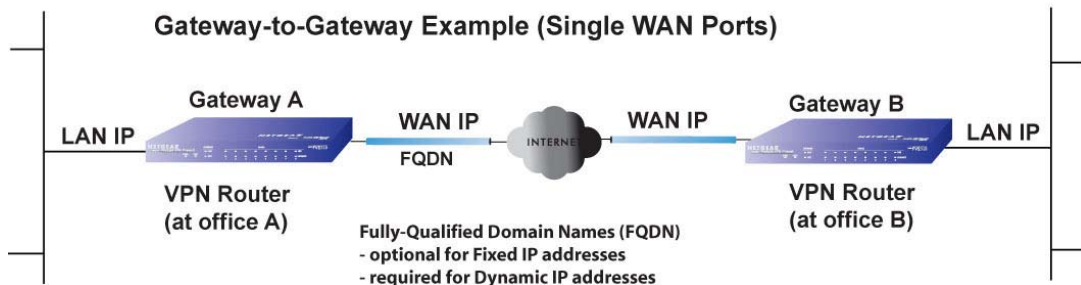 Gateway-to-Gateway Example (Single WAN Ports)
Gateway A
Gateway B
LAN IP
WAN IP
FQDN
INTERNET
WAN IP
LAN IP
NETGEAR
NETGEAR
VPN Router
(at office A)
VPN Router
(at office B)
Fully-Qualified Domain Names (FQDN)
- optional for Fixed IP addresses
- required for Dynamic IP addresses